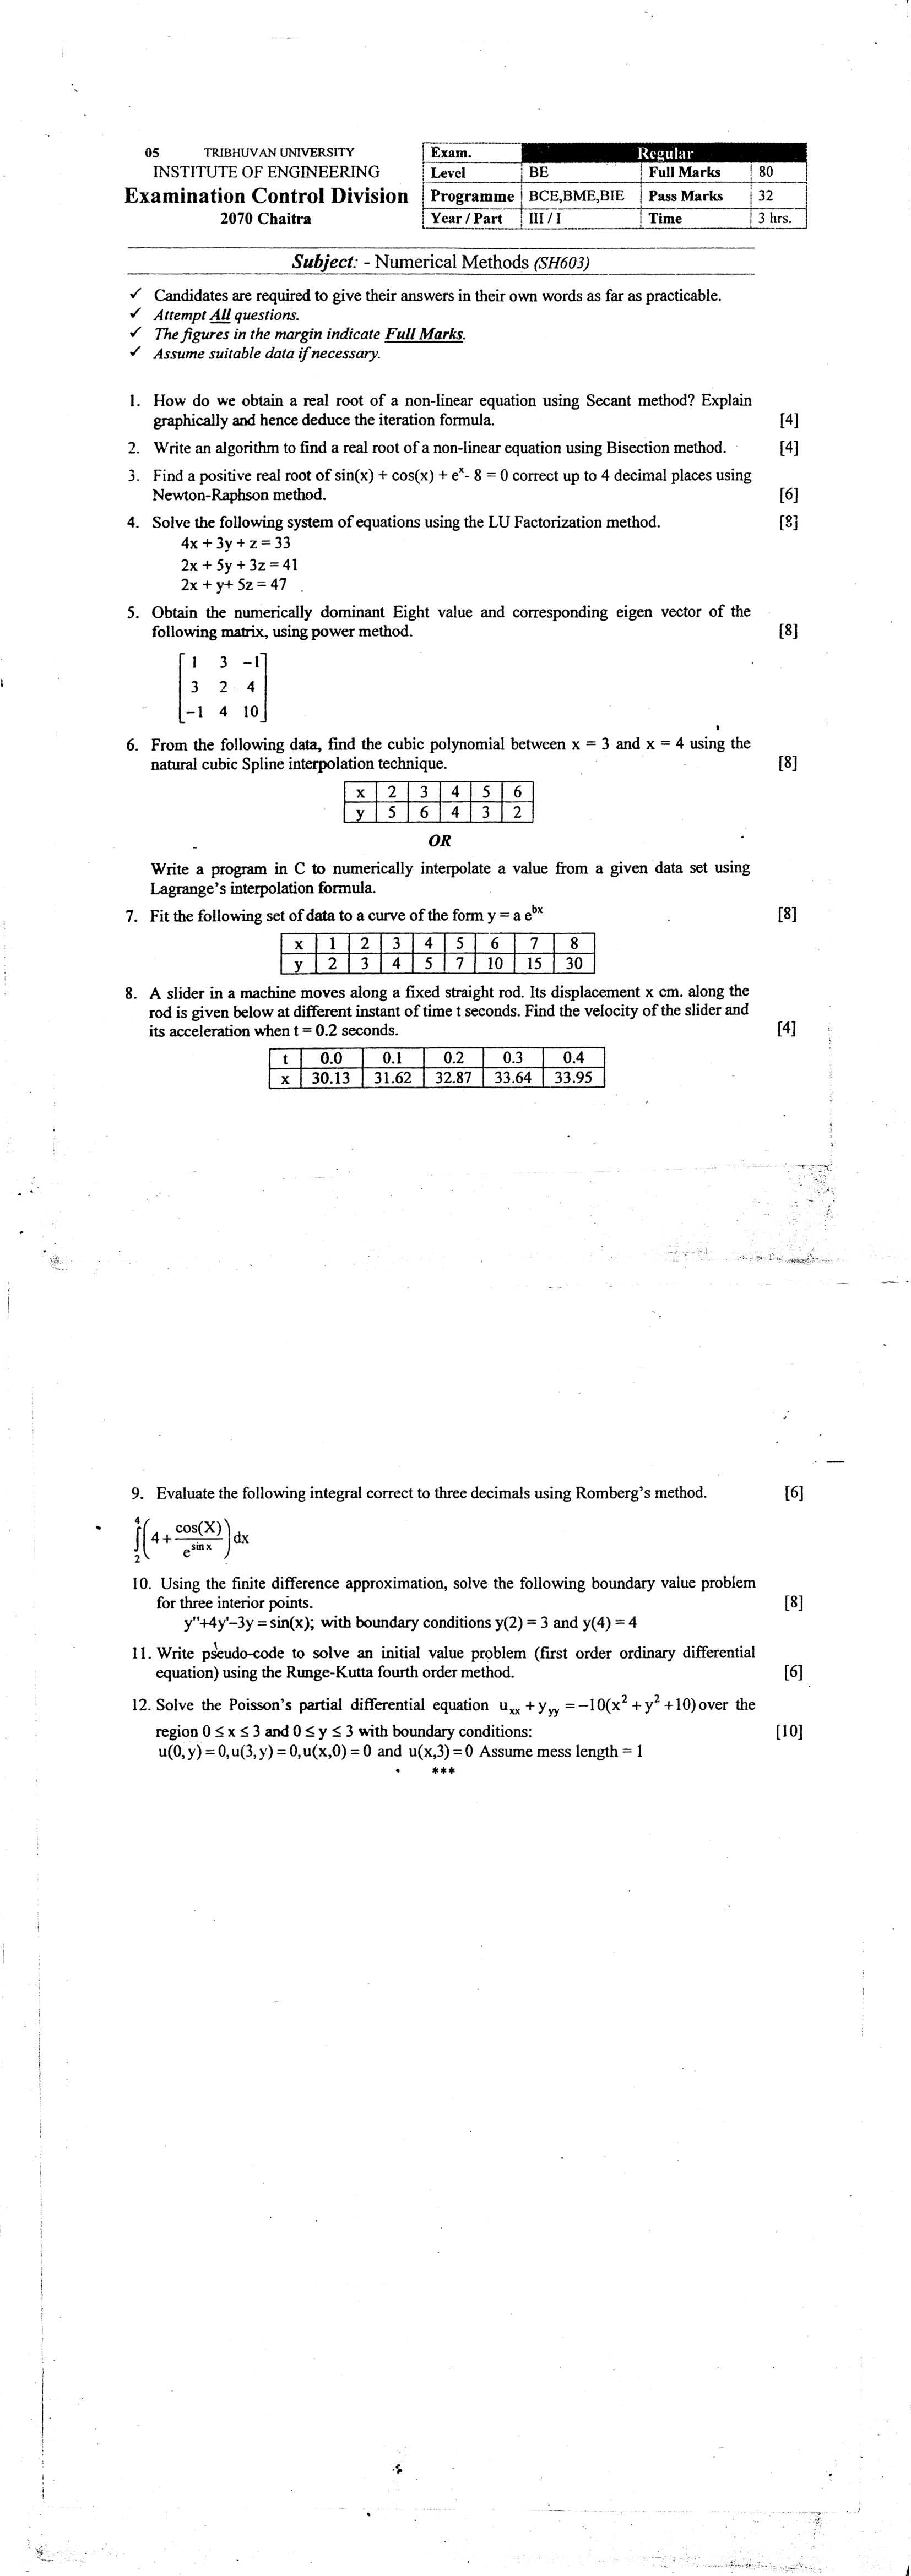 05 TRIBHUVAN UNIVERSITY
INSTITUTE OF ENGINEERING
Examination Control Division
2070 Chaitra
Exam. Regular
Level BE Full Marks 80
Programme BCE,BME,BIE Pass Marks 32
Year / Part III / I Time 3 hrs.
Subject: - Numerical Methods (SH603)
✓ Candidates are required to give their answers in their own words as far as practicable.
✓ Attempt All questions.
✓ The figures in the margin indicate Full Marks.
✓ Assume suitable data if necessary.
1. How do we obtain a real root of a non-linear equation using Secant method? Explain
graphically and hence deduce the iteration formula. [4]
2. Write an algorithm to find a real root of a non-linear equation using Bisection method. [4]
3. Find a positive real root of sin(x) + cos(x) + eˣ- 8 = 0 correct up to 4 decimal places using
Newton-Raphson method. [6]
4. Solve the following system of equations using the LU Factorization method. [8]
4x + 3y + z = 33
2x + 5y + 3z = 41
2x + y+ 5z = 47
5. Obtain the numerically dominant Eight value and corresponding eigen vector of the
following matrix, using power method. [8]
1 3 -1
3 2 4
-1 4 10
6. From the following data, find the cubic polynomial between x = 3 and x = 4 using the
natural cubic Spline interpolation technique. [8]
x 2 3 4 5 6
y 5 6 4 3 2
OR
Write a program in C to numerically interpolate a value from a given data set using
Lagrange's interpolation formula.
7. Fit the following set of data to a curve of the form y = a e^bx [8]
x 1 2 3 4 5 6 7 8
y 2 3 4 5 7 10 15 30
8. A slider in a machine moves along a fixed straight rod. Its displacement x cm. along the
rod is given below at different instant of time t seconds. Find the velocity of the slider and
its acceleration when t = 0.2 seconds. [4]
t 0.0 0.1 0.2 0.3 0.4
x 30.13 31.62 32.87 33.64 33.95
9. Evaluate the following integral correct to three decimals using Romberg's method. [6]
∫₂⁴ (4 + cos(X) / e^sin x) dx
10. Using the finite difference approximation, solve the following boundary value problem
for three interior points. [8]
y''+4y'-3y = sin(x); with boundary conditions y(2) = 3 and y(4) = 4
11. Write pseudo-code to solve an initial value problem (first order ordinary differential
equation) using the Runge-Kutta fourth order method. [6]
12. Solve the Poisson's partial differential equation u_xx + y_yy = -10(x² + y² +10) over the
region 0 ≤ x ≤ 3 and 0 ≤ y ≤ 3 with boundary conditions: [10]
u(0,y) = 0, u(3,y) = 0, u(x,0) = 0 and u(x,3) = 0 Assume mess length = 1
***